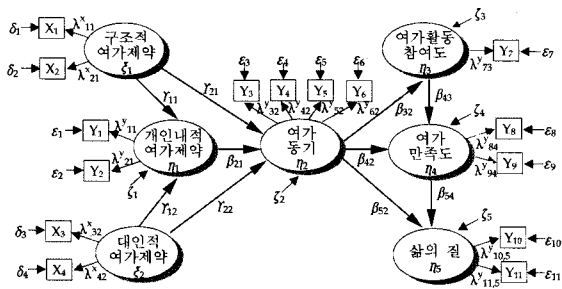 δ₁ X₁ λˣ₁₁
구조적
여가제약
ξ₁
δ₂ X₂ λˣ₂₁
γ₁₁
γ₂₁
ε₁ Y₁ λʸ₁₁
개인내적
여가제약
η₁
ε₂ Y₂ λʸ₂₁
ζ₁
β₂₁
γ₁₂
γ₂₂
δ₃ X₃ λˣ₃₂
대인적
여가제약
ξ₂
δ₄ X₄ λˣ₄₂
ε₃ ε₄ ε₅ ε₆
Y₃ Y₄ Y₅ Y₆
λʸ₃₂ λʸ₄₂ λʸ₅₂ λʸ₆₂
여가
동기
η₂
ζ₂
β₃₂
β₄₂
β₅₂
ζ₃
여가활동
참여도
η₃
λʸ₇₃ Y₇ ε₇
β₄₃
ζ₄
여가
만족도
η₄
λʸ₈₄ Y₈ ε₈
λʸ₉₄ Y₉ ε₉
β₅₄
ζ₅
삶의 질
η₅
λʸ₁₀,₅ Y₁₀ ε₁₀
λʸ₁₁,₅ Y₁₁ ε₁₁